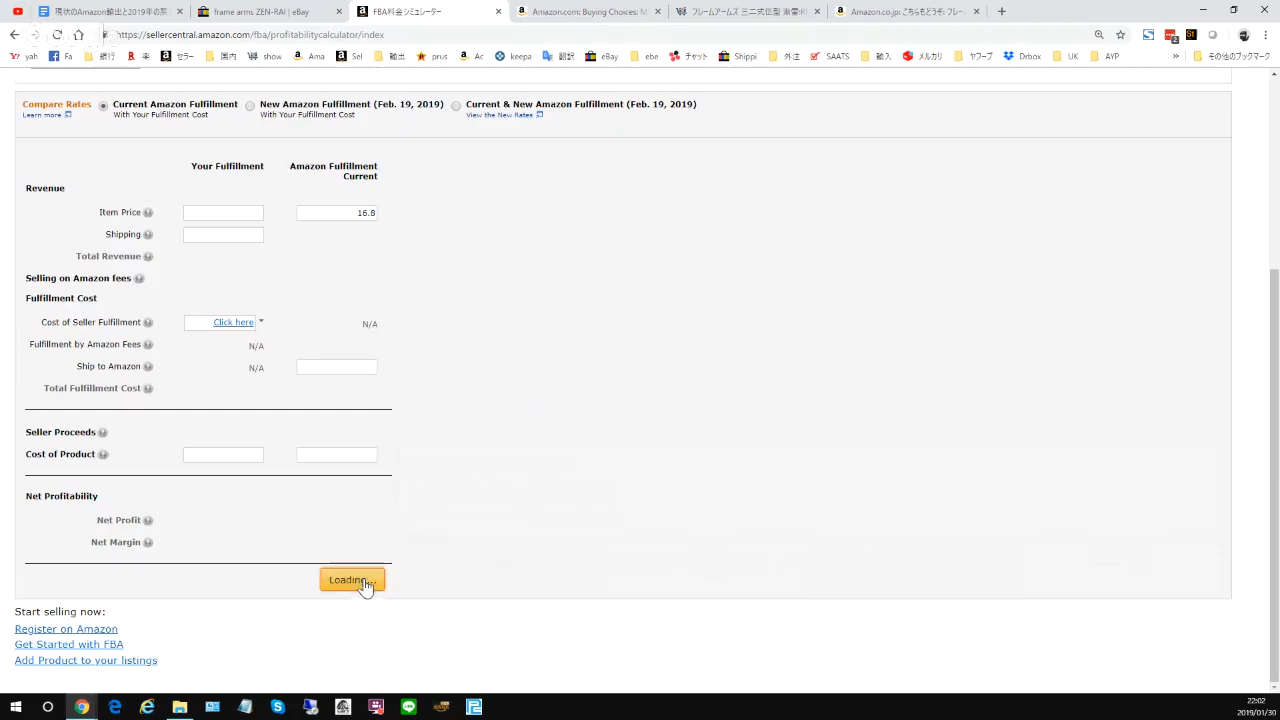 現状のAmazon輸出と2019年の展
frame arms ZEN-RAI | eBay
FBA料金シミュレーター
Amazon.com: Buying Choices: M
フレームアームズ 三二式伍型 漸雷:RE
Amazon.co.jp: こちらもどうぞ: フレー
https://sellercentral.amazon.com/fba/profitabilitycalculator/index
yah
Fa
銀行
楽
セラー
国内
show
Ama
Sel
輸出
prus
Ac
keepa
翻訳
eBay
ebe
チャット
Shippi
外注
SAATS
輸入
メルカリ
ヤフーブ
Drbox
UK
AYP
»
その他のブックマーク
Compare Rates
Current Amazon Fulfillment
New Amazon Fulfillment (Feb. 19, 2019)
Current & New Amazon Fulfillment (Feb. 19, 2019)
Learn more
With Your Fulfillment Cost
With Your Fulfillment Cost
View the New Rates
Your Fulfillment
Amazon Fulfillment
Current
Revenue
Item Price
16.8
Shipping
Total Revenue
Selling on Amazon fees
Fulfillment Cost
Cost of Seller Fulfillment
Click here
N/A
Fulfillment by Amazon Fees
N/A
Ship to Amazon
N/A
Total Fulfillment Cost
Seller Proceeds
Cost of Product
Net Profitability
Net Profit
Net Margin
Loading...
Start selling now:
Register on Amazon
Get Started with FBA
Add Product to your listings
22:02
2019/01/30